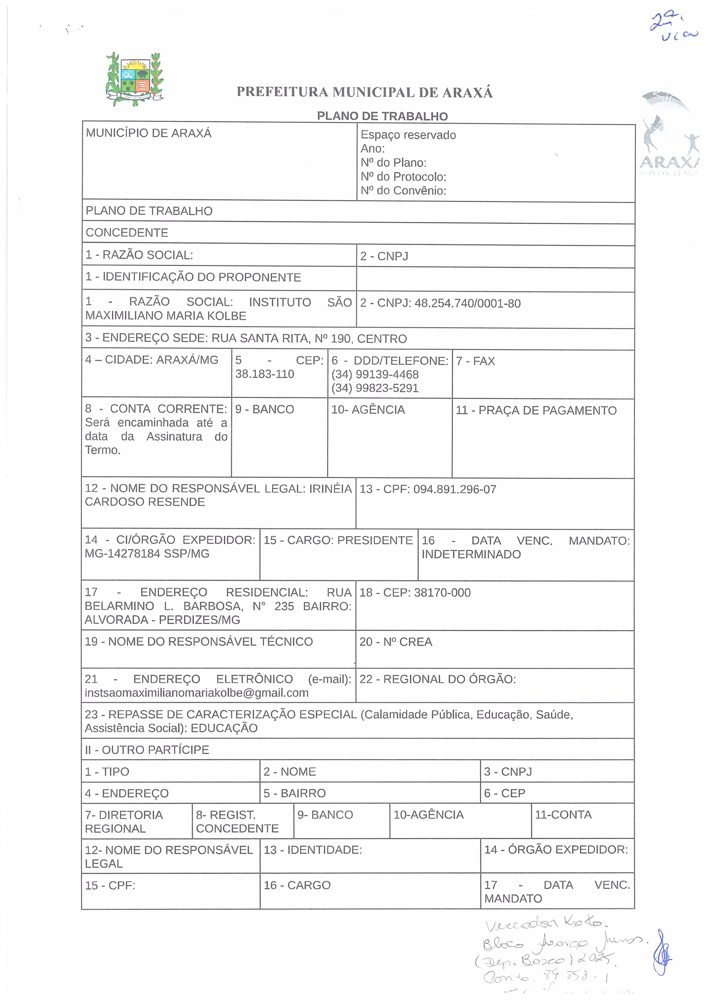 2ª.
via
PREFEITURA MUNICIPAL DE ARAXÁ
PLANO DE TRABALHO
ARAXÁ
NOVOS TEMP
MUNICÍPIO DE ARAXÁ
Espaço reservado
Ano:
Nº do Plano:
Nº do Protocolo:
Nº do Convênio:
PLANO DE TRABALHO
CONCEDENTE
1 - RAZÃO SOCIAL:
2 - CNPJ
1 - IDENTIFICAÇÃO DO PROPONENTE
1 - RAZÃO SOCIAL: INSTITUTO SÃO
MAXIMILIANO MARIA KOLBE
2 - CNPJ: 48.254.740/0001-80
3 - ENDEREÇO SEDE: RUA SANTA RITA, Nº 190, CENTRO
4 – CIDADE: ARAXÁ/MG
5 - CEP:
38.183-110
6 - DDD/TELEFONE:
(34) 99139-4468
(34) 99823-5291
7 - FAX
8 - CONTA CORRENTE:
Será encaminhada até a
data da Assinatura do
Termo.
9 - BANCO
10- AGÊNCIA
11 - PRAÇA DE PAGAMENTO
12 - NOME DO RESPONSÁVEL LEGAL: IRINÉIA
CARDOSO RESENDE
13 - CPF: 094.891.296-07
14 - CI/ÓRGÃO EXPEDIDOR:
MG-14278184 SSP/MG
15 - CARGO: PRESIDENTE
16 - DATA VENC. MANDATO:
INDETERMINADO
17 - ENDEREÇO RESIDENCIAL: RUA
BELARMINO L. BARBOSA, N° 235 BAIRRO:
ALVORADA - PERDIZES/MG
18 - CEP: 38170-000
19 - NOME DO RESPONSÁVEL TÉCNICO
20 - Nº CREA
21 - ENDEREÇO ELETRÔNICO (e-mail):
instsaomaximilianomariakolbe@gmail.com
22 - REGIONAL DO ÓRGÃO:
23 - REPASSE DE CARACTERIZAÇÃO ESPECIAL (Calamidade Pública, Educação, Saúde,
Assistência Social): EDUCAÇÃO
II - OUTRO PARTÍCIPE
1 - TIPO
2 - NOME
3 - CNPJ
4 - ENDEREÇO
5 - BAIRRO
6 - CEP
7- DIRETORIA
REGIONAL
8- REGIST.
CONCEDENTE
9- BANCO
10-AGÊNCIA
11-CONTA
12- NOME DO RESPONSÁVEL
LEGAL
13 - IDENTIDADE:
14 - ÓRGÃO EXPEDIDOR:
15 - CPF:
16 - CARGO
17 - DATA VENC.
MANDATO
Vereador
Bloco Avança Minas.
(Dep. Bosco) 2025.
Conta: 84.858-1